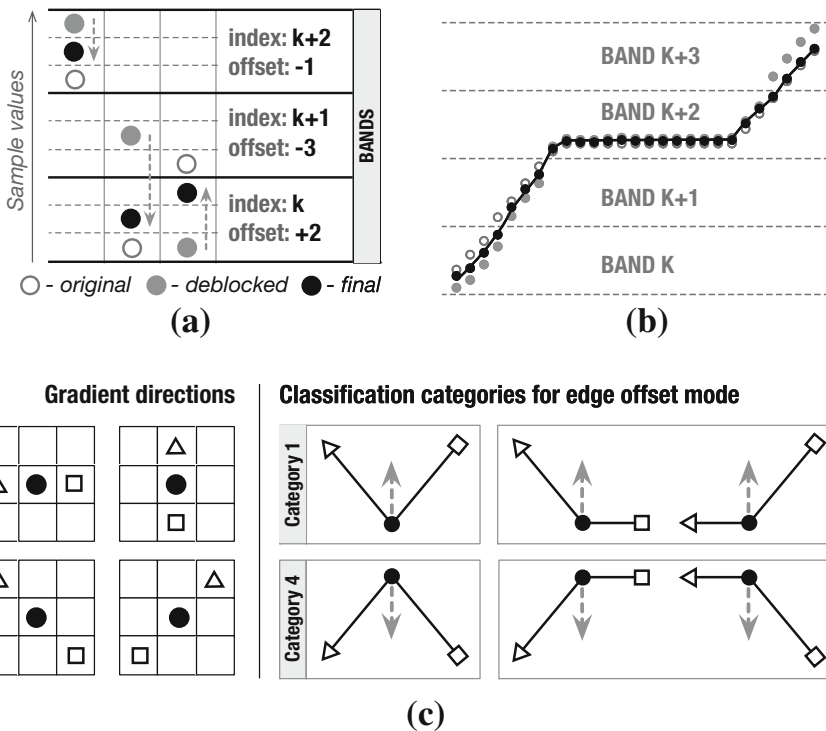 Sample values
index: k+2
offset: -1
index: k+1
offset: -3
index: k
offset: +2
BANDS
- original - deblocked - final
(a)
BAND K+3
BAND K+2
BAND K+1
BAND K
(b)
Gradient directions
Classification categories for edge offset mode
Category 1
Category 4
(c)